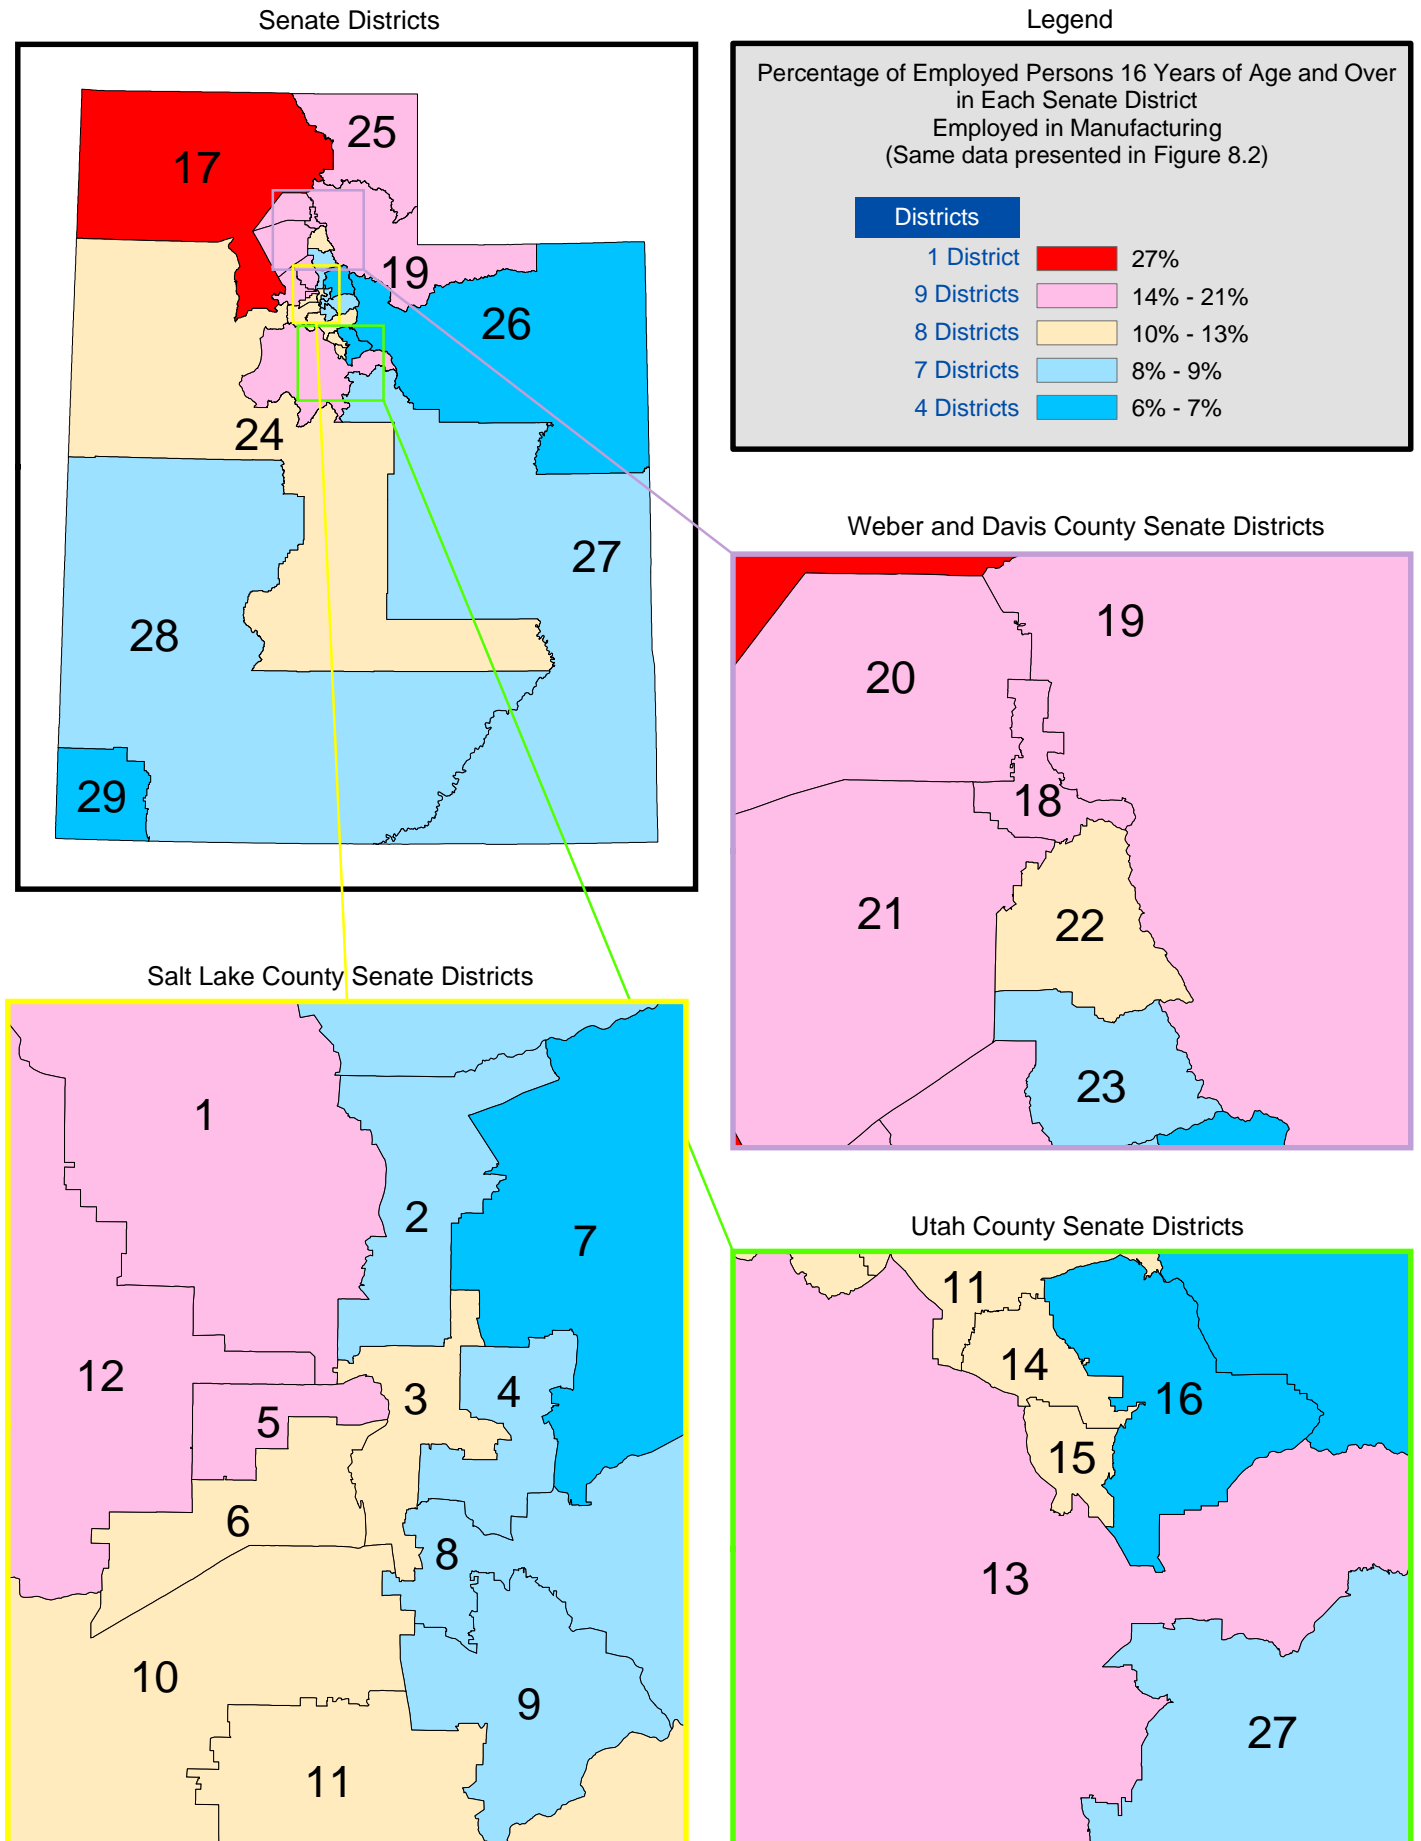 Senate Districts
17
25
19
26
24
27
28
29
Legend
Percentage of Employed Persons 16 Years of Age and Over
in Each Senate District
Employed in Manufacturing
(Same data presented in Figure 8.2)
Districts
1 District 27%
9 Districts 14% - 21%
8 Districts 10% - 13%
7 Districts 8% - 9%
4 Districts 6% - 7%
Weber and Davis County Senate Districts
19
20
18
21
22
23
Salt Lake County Senate Districts
1
2
7
12
3
4
5
6
8
10
9
11
Utah County Senate Districts
11
14
16
15
13
27